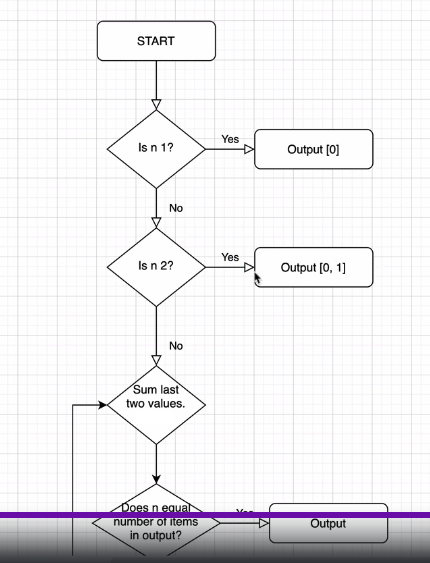 START
Is n 1?
Yes
Output [0]
No
Is n 2?
Yes
Output [0, 1]
No
Sum last
two values.
Does n equal
number of items
in output?
Yes
Output